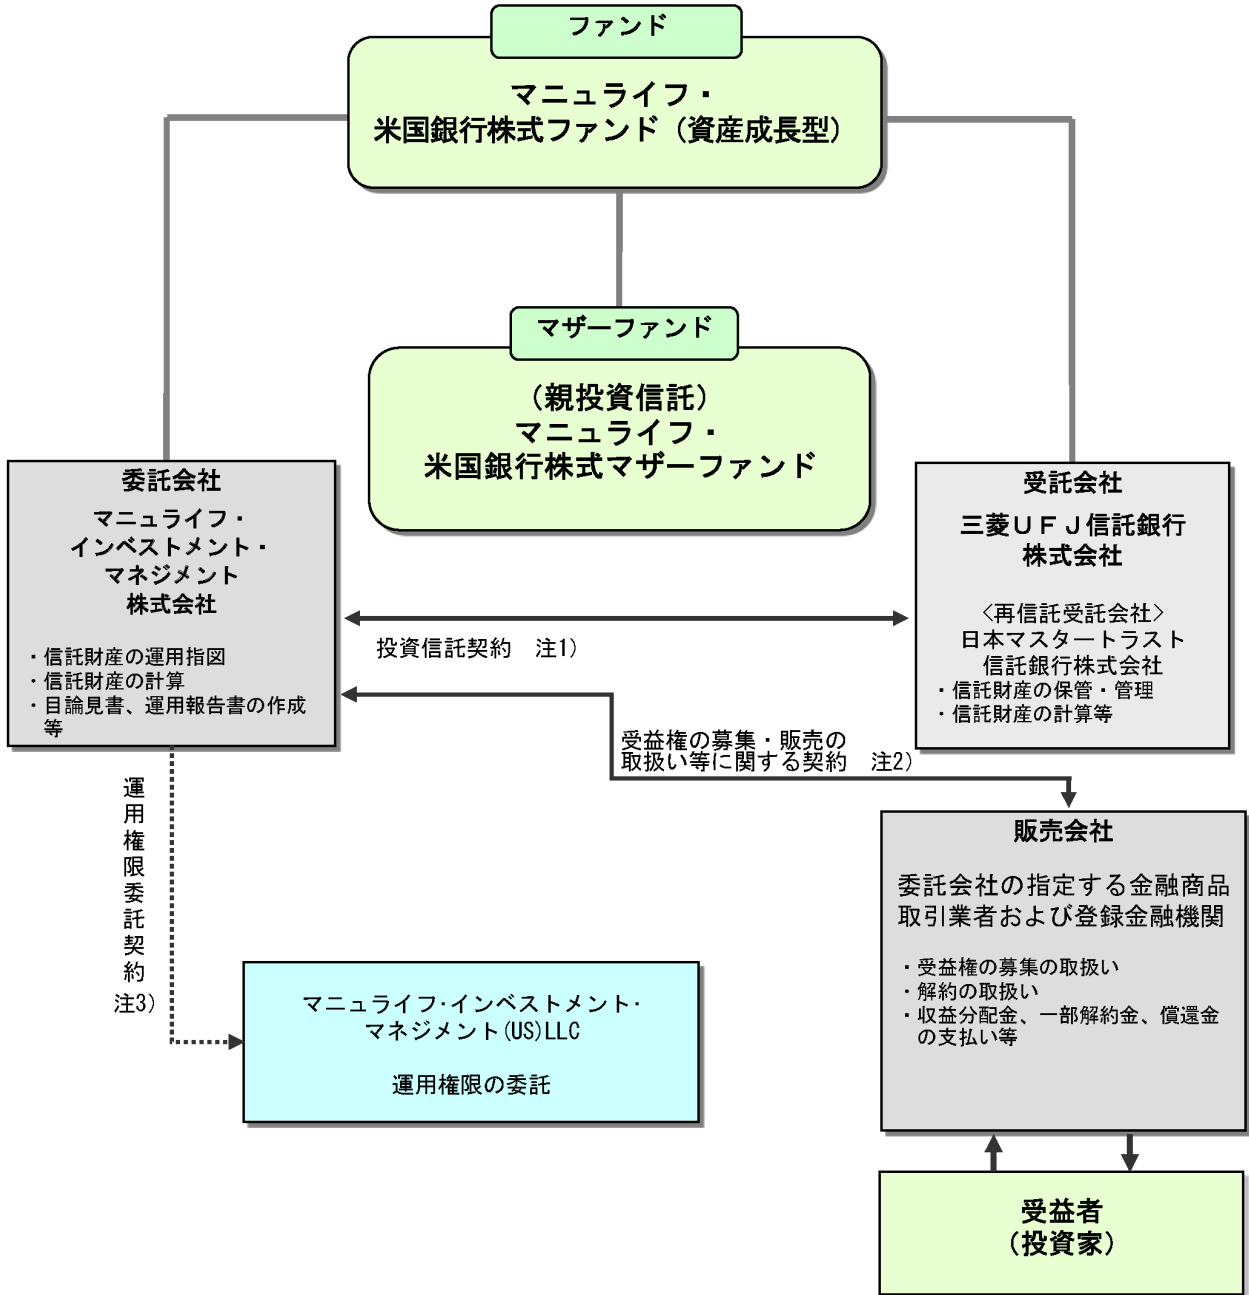 ファンド
マニュライフ・
米国銀行株式ファンド（資産成長型）
マザーファンド
（親投資信託）
マニュライフ・
米国銀行株式マザーファンド
委託会社
マニュライフ・
インベストメント・
マネジメント
株式会社
・信託財産の運用指図
・信託財産の計算
・目論見書、運用報告書の作成
等
受託会社
三菱ＵＦＪ信託銀行
株式会社
〈再信託受託会社〉
日本マスタートラスト
信託銀行株式会社
・信託財産の保管・管理
・信託財産の計算等
投資信託契約　注1）
受益権の募集・販売の
取扱い等に関する契約　注2）
運用権限委託契約
注3）
マニュライフ・インベストメント・
マネジメント(US)LLC
運用権限の委託
販売会社
委託会社の指定する金融商品
取引業者および登録金融機関
・受益権の募集の取扱い
・解約の取扱い
・収益分配金、一部解約金、償還金
の支払い等
受益者
（投資家）